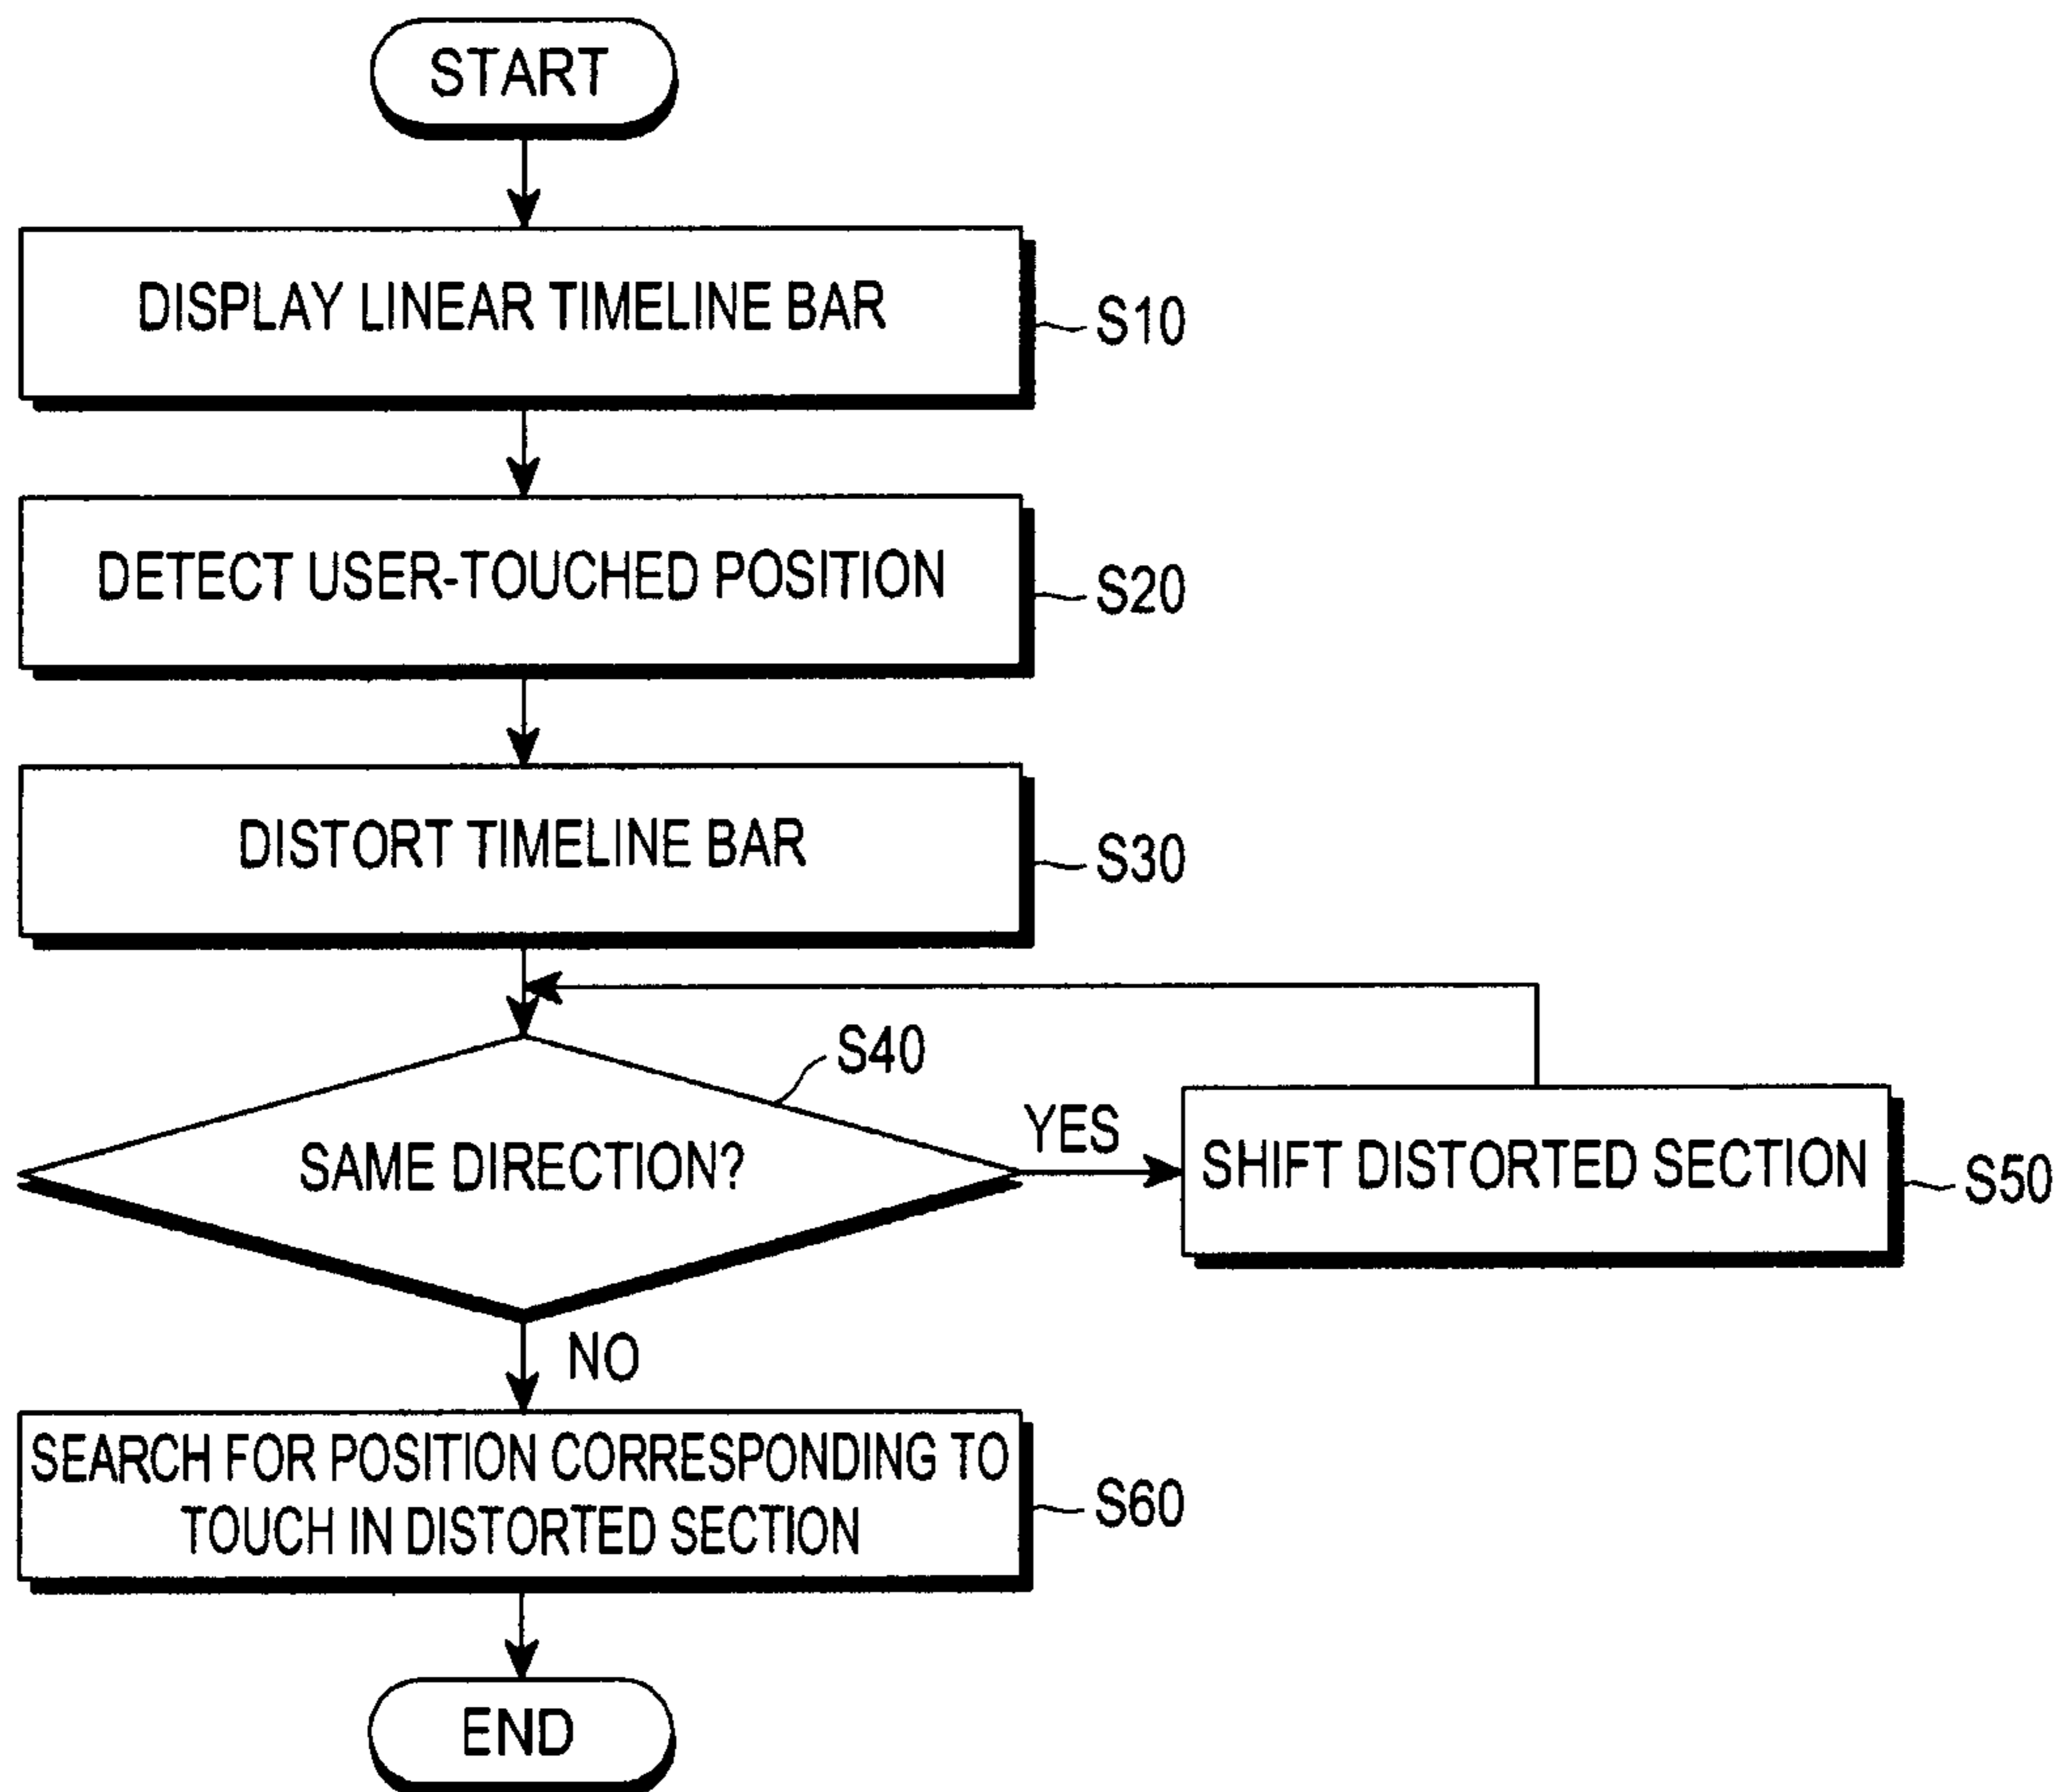 START
DISPLAY LINEAR TIMELINE BAR
S10
DETECT USER-TOUCHED POSITION
S20
DISTORT TIMELINE BAR
S30
S40
SAME DIRECTION?
YES
SHIFT DISTORTED SECTION
S50
NO
SEARCH FOR POSITION CORRESPONDING TO
TOUCH IN DISTORTED SECTION
S60
END